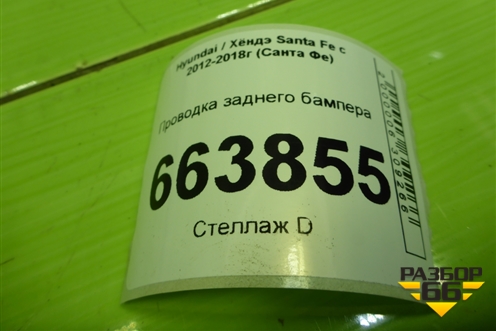 Hyundai / Хёндэ Santa Fe с
2012-2018г (Санта Фе)
Проводка заднего бампера
663855
Стеллаж D
РАЗБОР
66